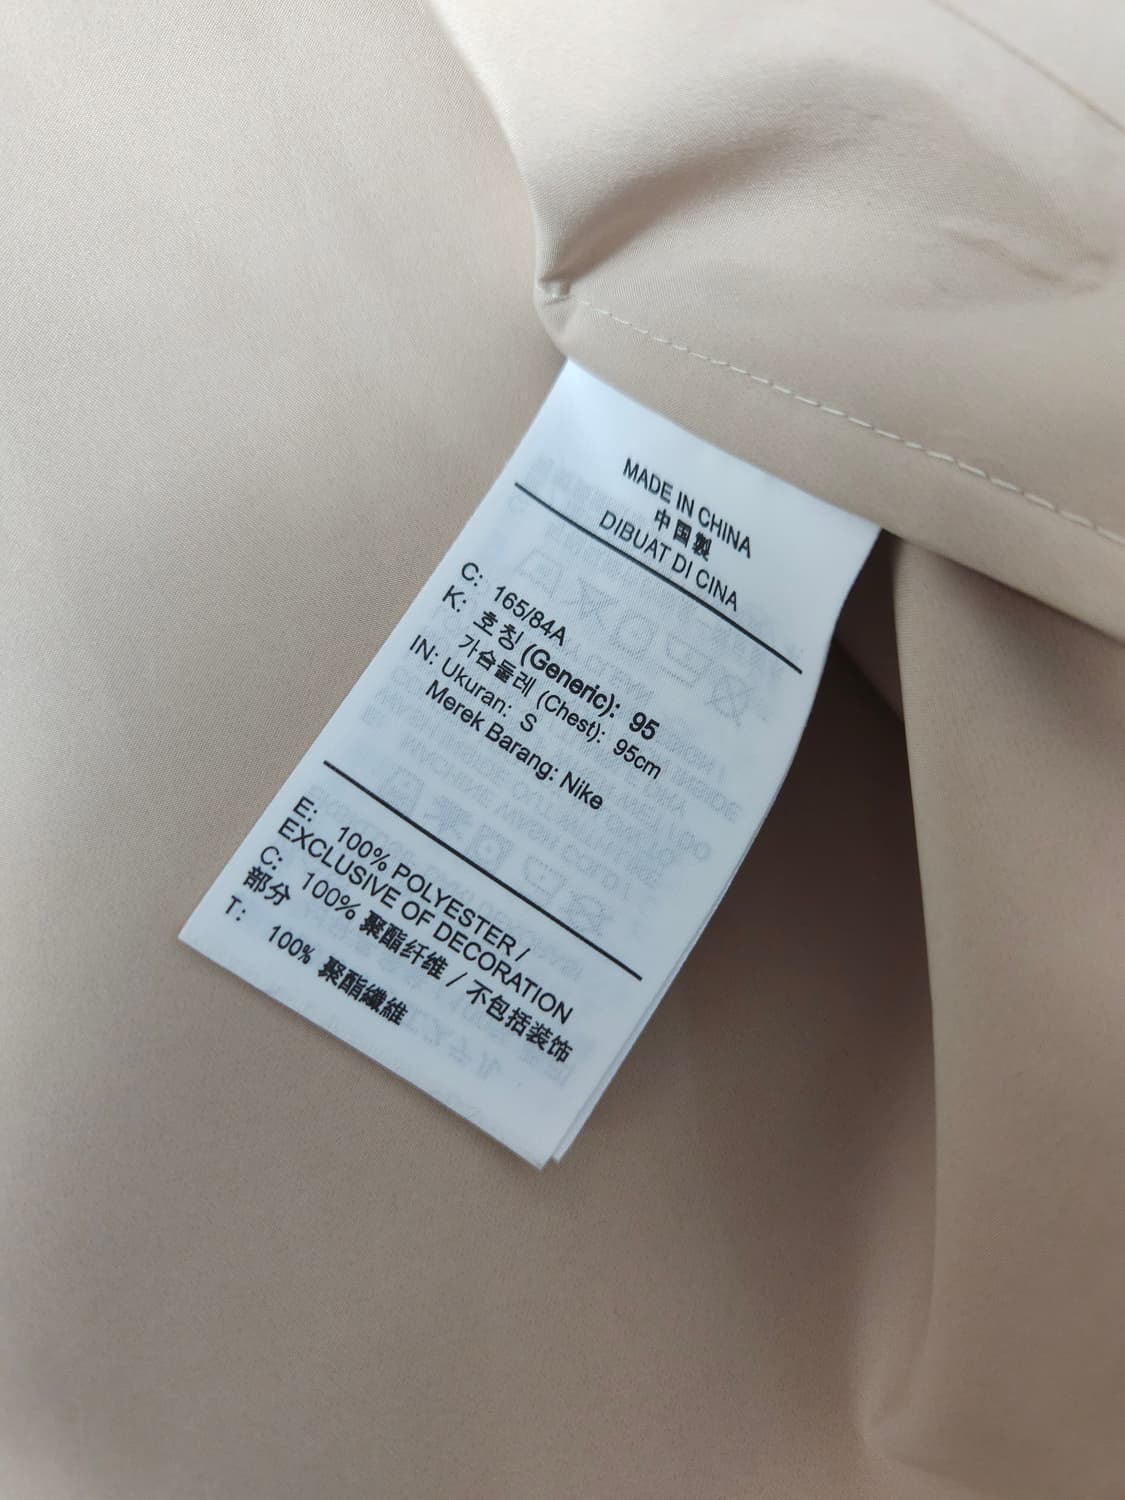 MADE IN CHINA
中国製
DIBUAT DI CINA
C: 165/84A
K: 호칭 (Generic): 95
가슴둘레 (Chest): 95cm
IN: Ukuran: S
Merek Barang: Nike
E: 100% POLYESTER /
EXCLUSIVE OF DECORATION
C: 100% 聚酯纤维 / 不包括装饰
部分
T: 100% 聚酯纖維